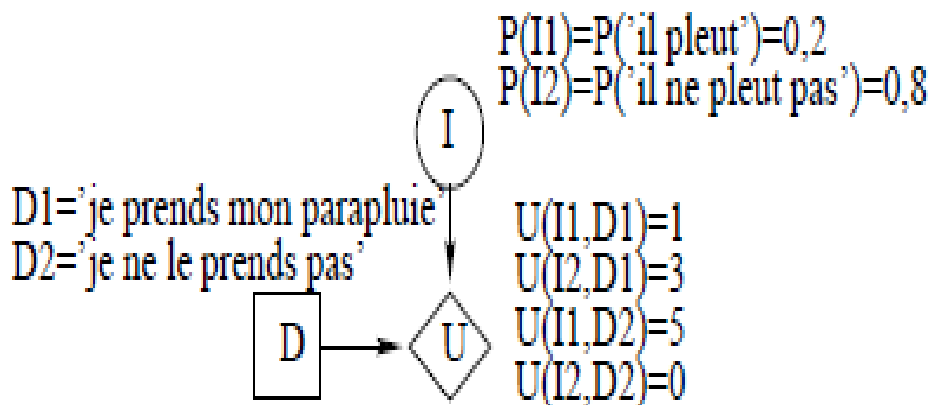 P(I1)=P('il pleut')=0,2
P(I2)=P('il ne pleut pas')=0,8
I
D1='je prends mon parapluie'
D2='je ne le prends pas'
U(I1,D1)=1
U(I2,D1)=3
U(I1,D2)=5
U(I2,D2)=0
D
U